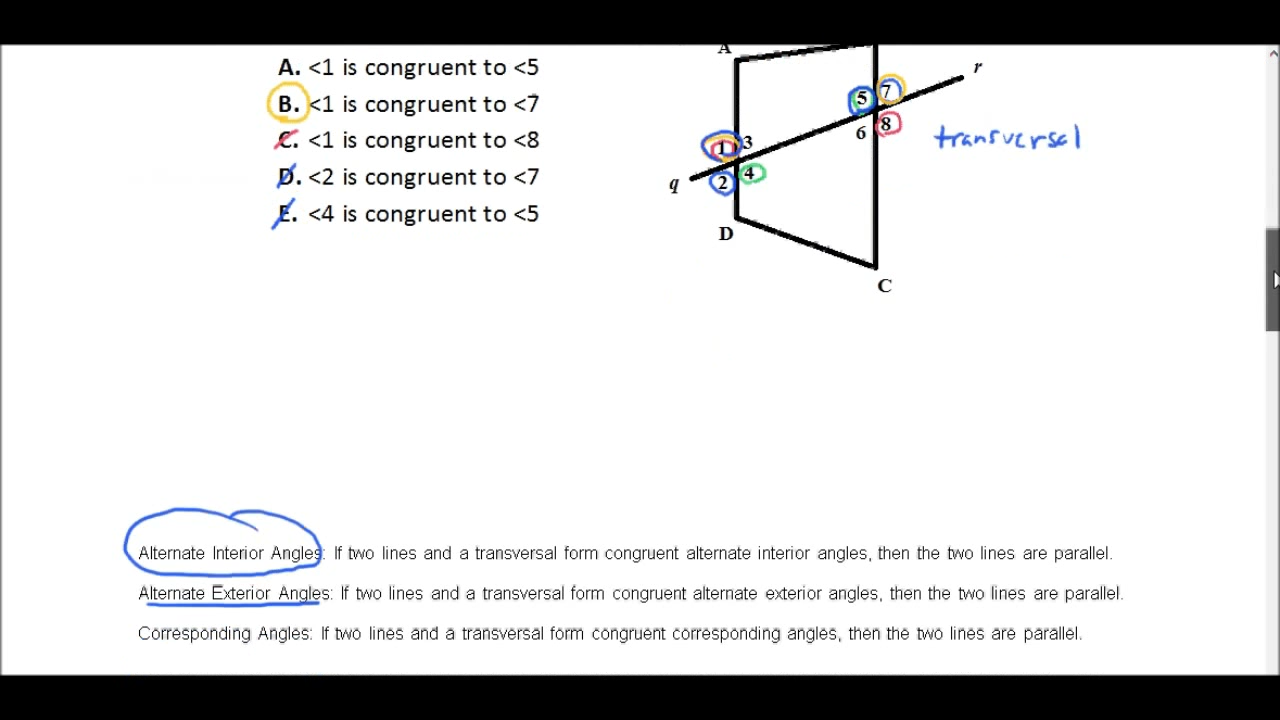 A. <1 is congruent to <5
B. <1 is congruent to <7
C. <1 is congruent to <8
D. <2 is congruent to <7
E. <4 is congruent to <5
A
r
5 7
6 8
transversal
1 3
q
2 4
D
C
Alternate Interior Angles: If two lines and a transversal form congruent alternate interior angles, then the two lines are parallel.
Alternate Exterior Angles: If two lines and a transversal form congruent alternate exterior angles, then the two lines are parallel.
Corresponding Angles: If two lines and a transversal form congruent corresponding angles, then the two lines are parallel.